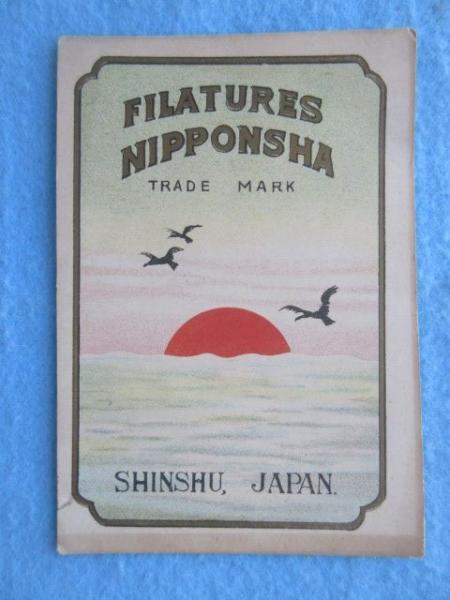 FILATURES
NIPPONSHA
TRADE MARK
SHINSHU, JAPAN.